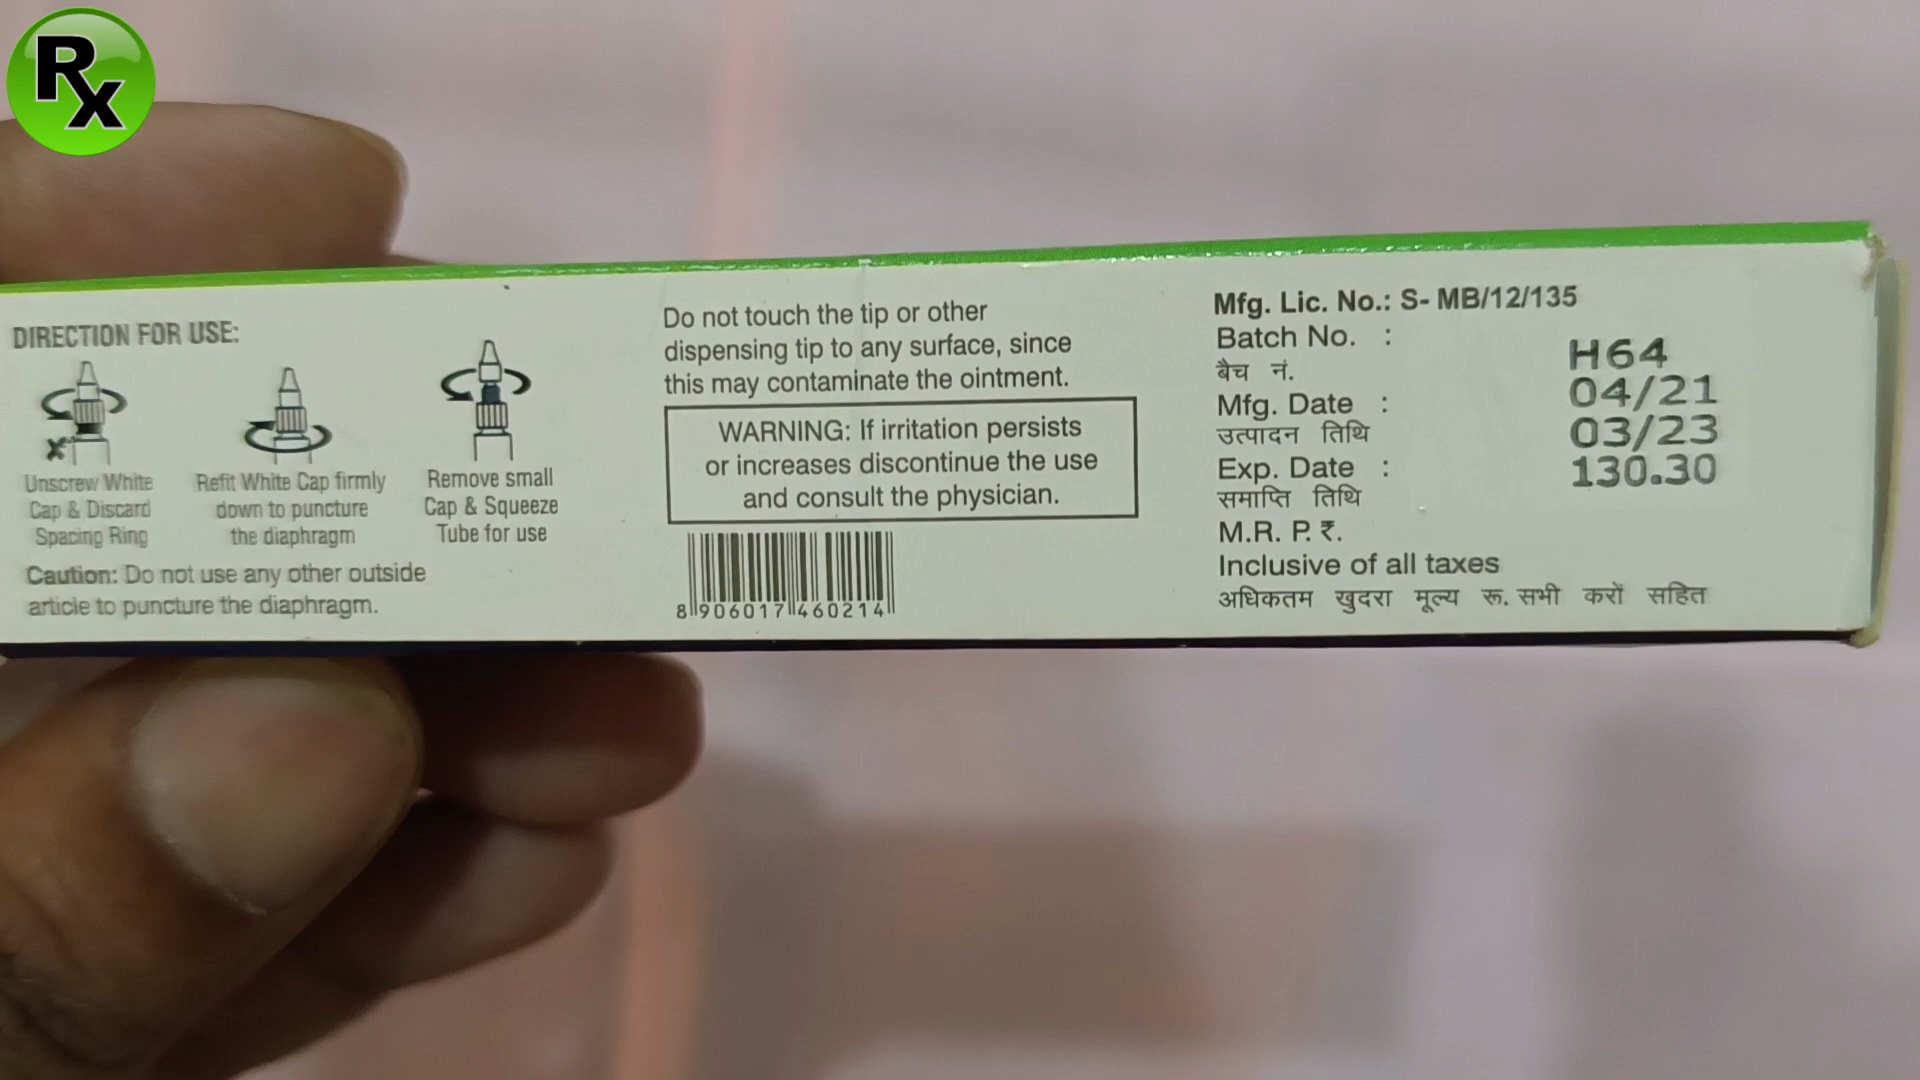 Rx
DIRECTION FOR USE:
Unscrew White
Cap & Discard
Spacing Ring
Refit White Cap firmly
down to puncture
the diaphragm
Remove small
Cap & Squeeze
Tube for use
Caution: Do not use any other outside
article to puncture the diaphragm.
Do not touch the tip or other
dispensing tip to any surface, since
this may contaminate the ointment.
WARNING: If irritation persists
or increases discontinue the use
and consult the physician.
8 906017 460214
Mfg. Lic. No.: S- MB/12/135
Batch No. : H64
बैच नं.
04/21
Mfg. Date :
उत्पादन तिथि
03/23
Exp. Date : 130.30
समाप्ति तिथि
M.R. P. ₹.
Inclusive of all taxes
अधिकतम खुदरा मूल्य रू. सभी करों सहित